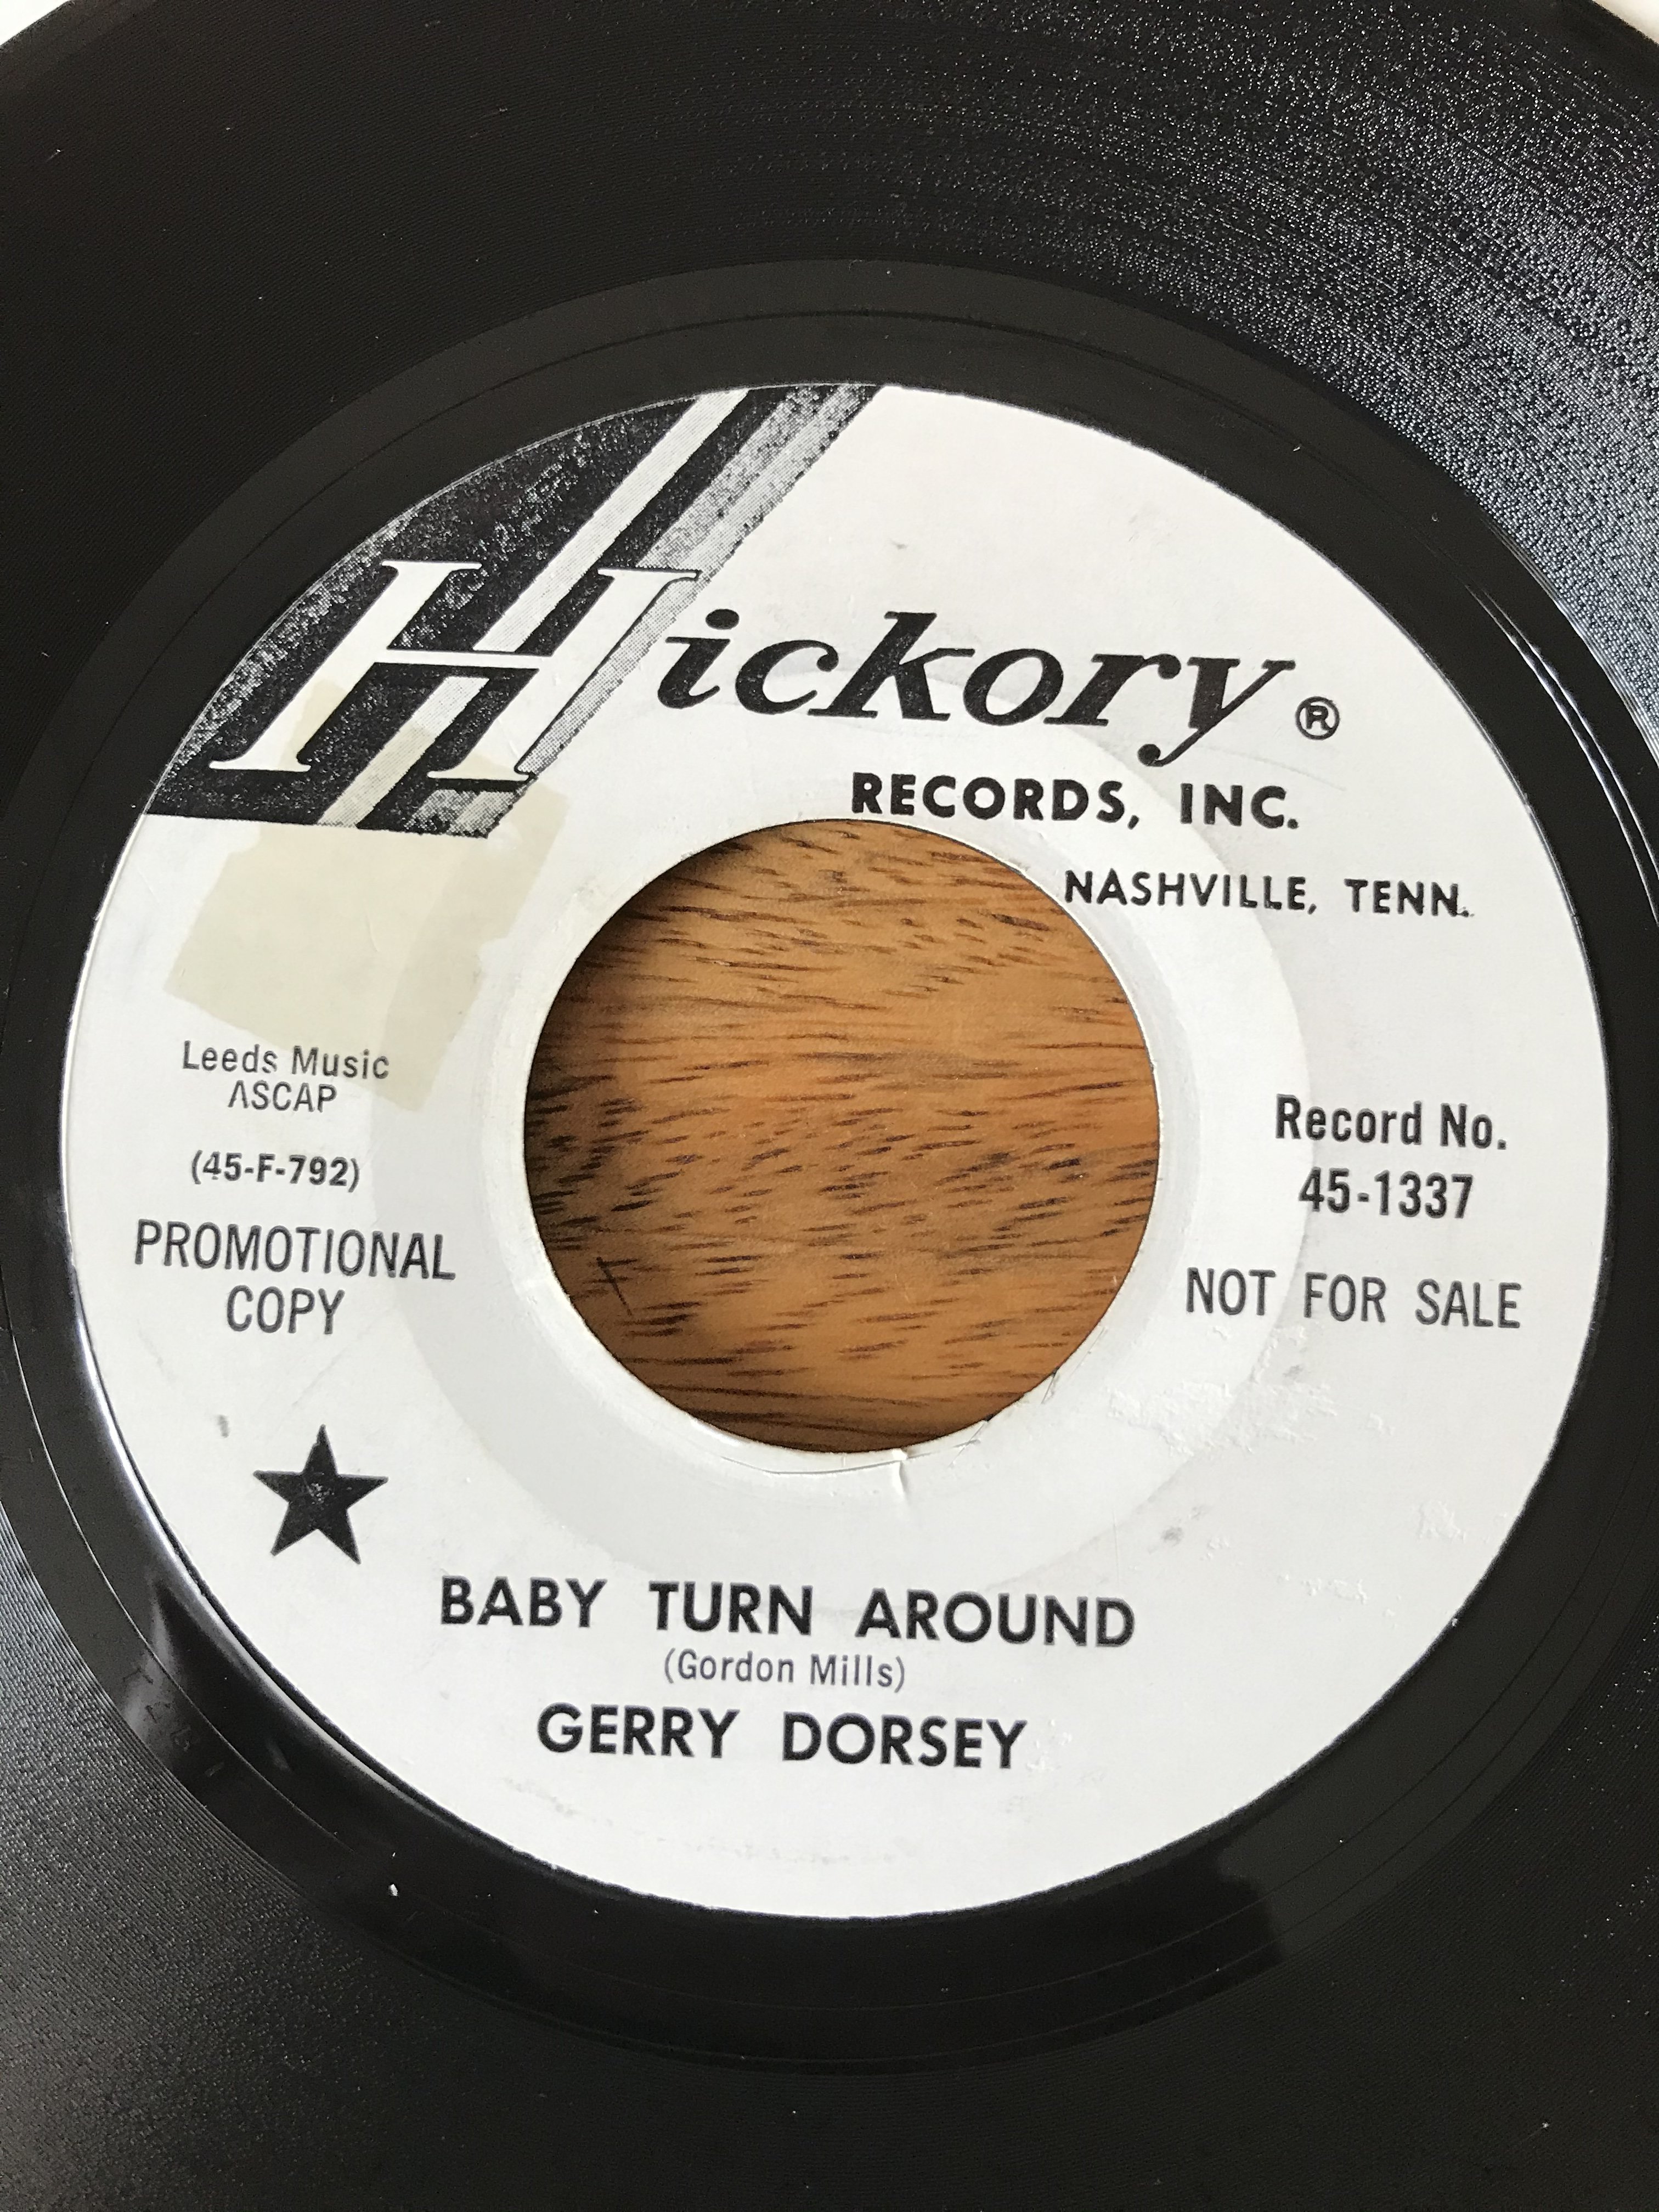 Hickory ®
RECORDS, INC.
NASHVILLE, TENN.
Leeds Music
ASCAP
(45-F-792)
PROMOTIONAL
COPY
Record No.
45-1337
NOT FOR SALE
BABY TURN AROUND
(Gordon Mills)
GERRY DORSEY